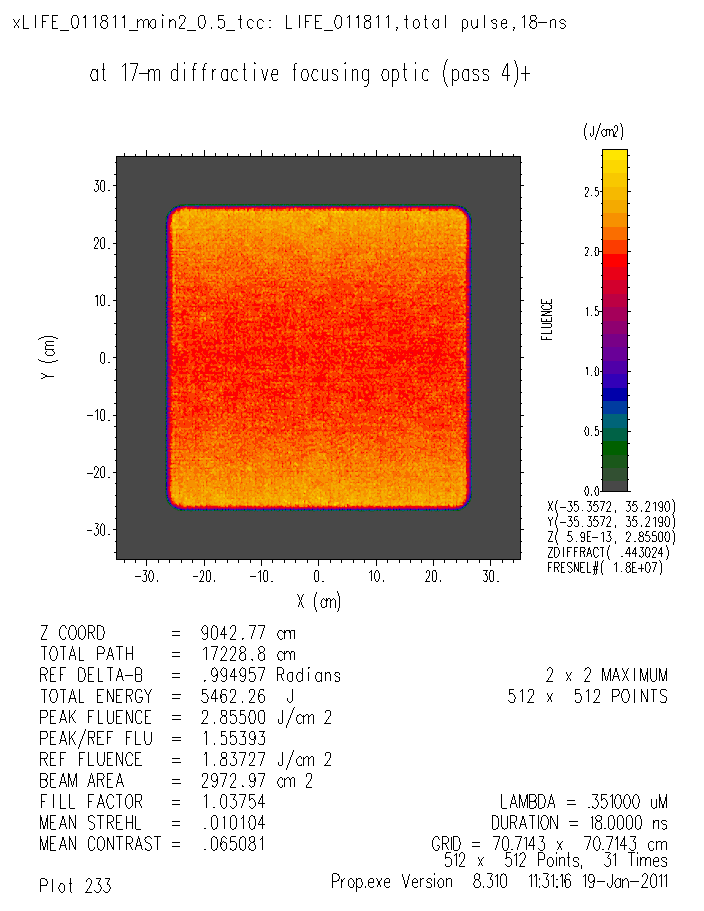 xLIFE_011811_main2_0.5_tcc: LIFE_011811,total pulse,18-ns
at 17-m diffractive focusing optic (pass 4)+
(J/cm2)
30.
20.
10.
0.
-10.
-20.
-30.
Y (cm)
-30. -20. -10. 0. 10. 20. 30.
X (cm)
FLUENCE
2.5
2.0
1.5
1.0
0.5
0.0
X(-35.3572, 35.2190)
Y(-35.3572, 35.2190)
Z( 5.9E-13, 2.85500)
ZDIFFRACT( .443024)
FRESNEL#( 1.8E+07)
Z COORD = 9042.77 cm
TOTAL PATH = 17228.8 cm
REF DELTA-B = .994957 Radians 2 x 2 MAXIMUM
TOTAL ENERGY = 5462.26 J 512 x 512 POINTS
PEAK FLUENCE = 2.85500 J/cm 2
PEAK/REF FLU = 1.55393
REF FLUENCE = 1.83727 J/cm 2
BEAM AREA = 2972.97 cm 2
FILL FACTOR = 1.03754 LAMBDA = .351000 uM
MEAN STREHL = .010104 DURATION = 18.0000 ns
MEAN CONTRAST = .065081 GRID = 70.7143 x 70.7143 cm
512 x 512 Points, 31 Times
Plot 233 Prop.exe Version 8.310 11:31:16 19-Jan-2011